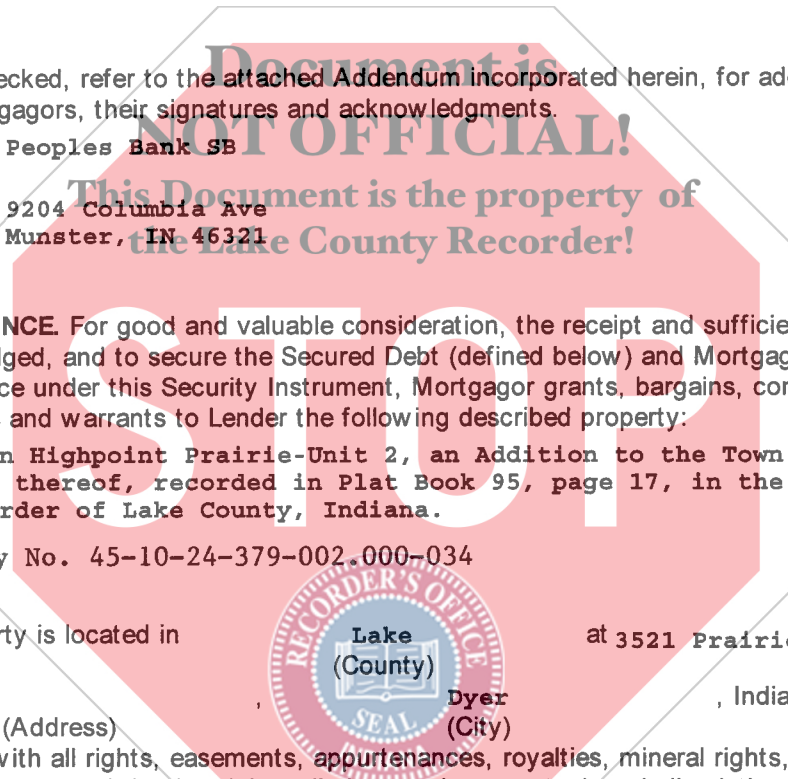 Document is
ecked, refer to the attached Addendum incorporated herein, for ad
gagors, their signatures and acknowledgments.
NOT OFFICIAL!
Peoples Bank SB
This Document is the property of
9204 Columbia Ave
the Lake County Recorder!
Munster, IN 46321
STOP
NCE. For good and valuable consideration, the receipt and sufficie
lged, and to secure the Secured Debt (defined below) and Mortgag
ce under this Security Instrument, Mortgagor grants, bargains, con
s and warrants to Lender the following described property:
n Highpoint Prairie-Unit 2, an Addition to the Town
thereof, recorded in Plat Book 95, page 17, in the
rder of Lake County, Indiana.
y No. 45-10-24-379-002.000-034
RECORDER'S OFFICE
rty is located in Lake at 3521 Prairie
(County)
, Dyer , India
SEAL
(Address) (City)
with all rights, easements, appurtenances, royalties, mineral rights,